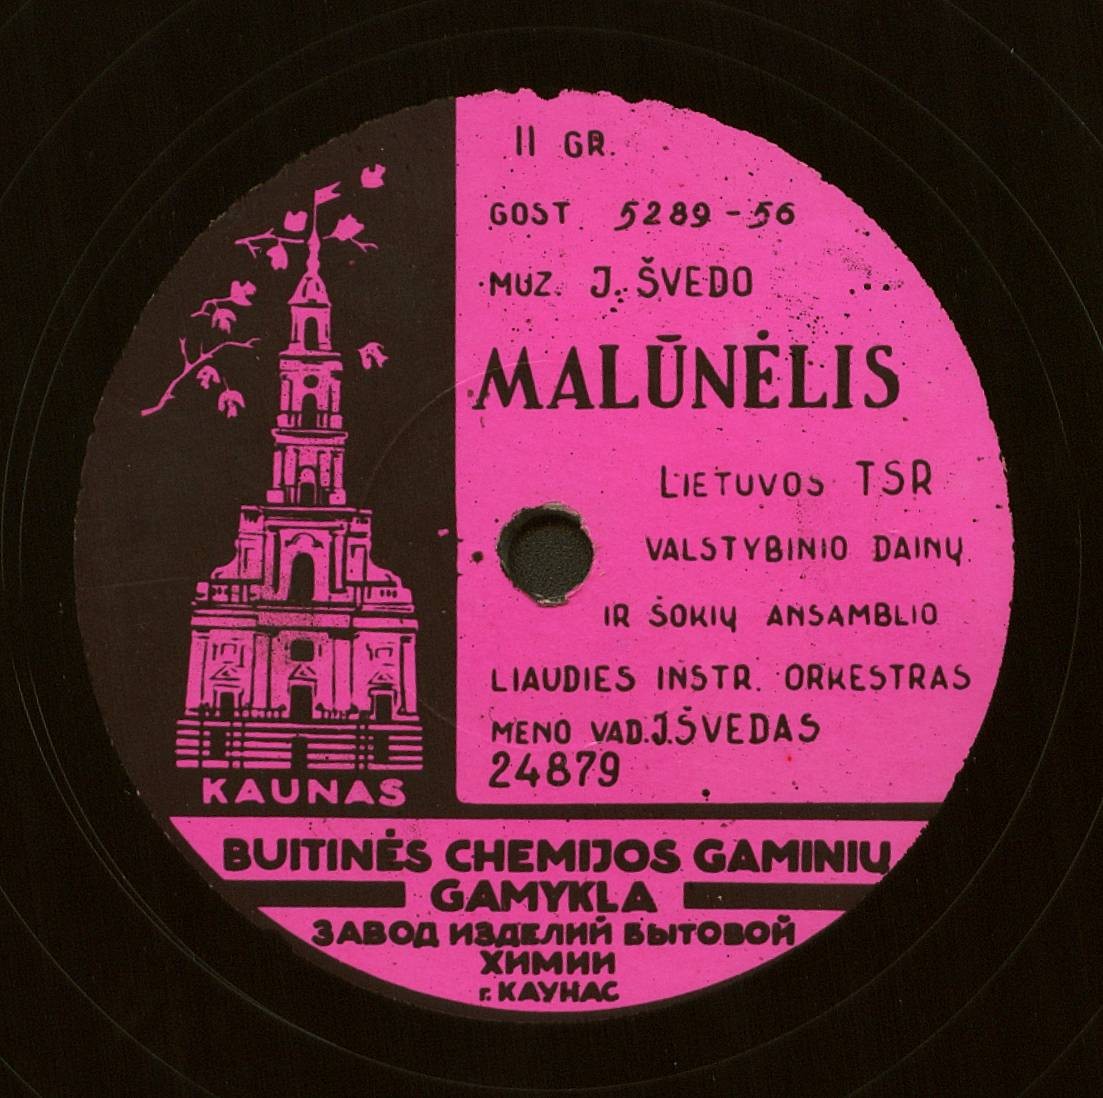 II GR.
GOST 5289-56
MUZ. J. ŠVEDO
MALŪNĖLIS
LIETUVOS TSR
VALSTYBINIO DAINŲ
IR ŠOKIŲ ANSAMBLIO
LIAUDIES INSTR. ORKESTRAS
MENO VAD. J. ŠVEDAS
24879
KAUNAS
BUITINĖS CHEMIJOS GAMINIŲ
GAMYKLA
ЗАВОД ИЗДЕЛИЙ БЫТОВОЙ
ХИМИИ
г. КАУНАС